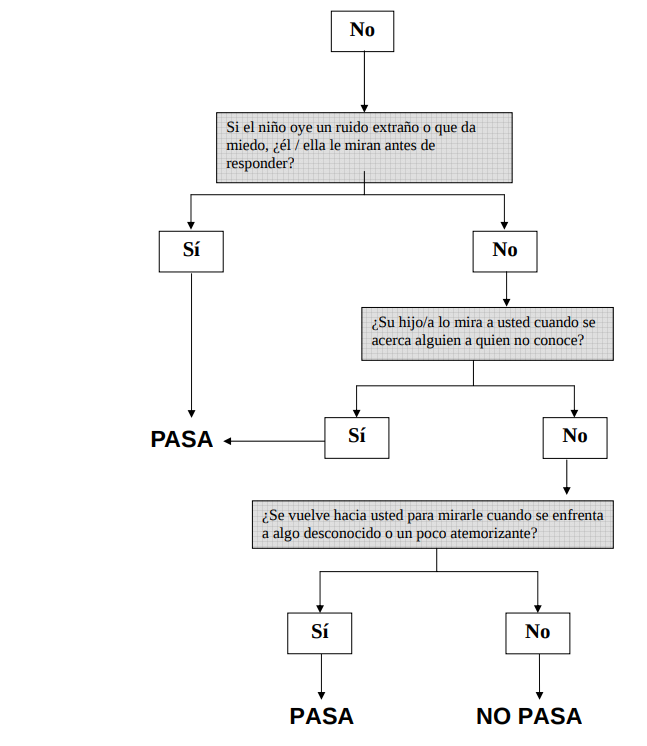 No
Si el niño oye un ruido extraño o que da
miedo, ¿él / ella le miran antes de
responder?
Sí
No
¿Su hijo/a lo mira a usted cuando se
acerca alguien a quien no conoce?
PASA
Sí
No
¿Se vuelve hacia usted para mirarle cuando se enfrenta
a algo desconocido o un poco atemorizante?
Sí
No
PASA
NO PASA